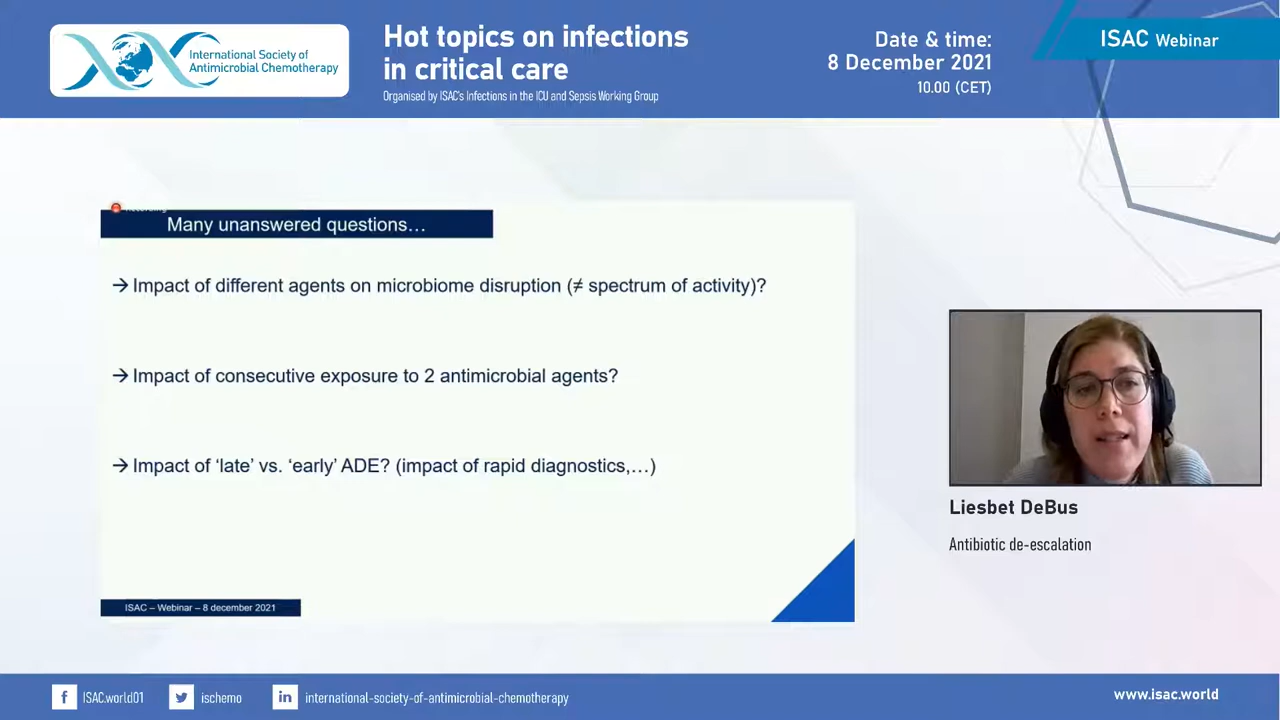 International Society of
Antimicrobial Chemotherapy
Hot topics on infections
in critical care
Organised by ISAC's Infections in the ICU and Sepsis Working Group
Date & time:
8 December 2021
10.00 (CET)
ISAC Webinar
Many unanswered questions…
→ Impact of different agents on microbiome disruption (≠ spectrum of activity)?
→ Impact of consecutive exposure to 2 antimicrobial agents?
→ Impact of ‘late’ vs. ‘early’ ADE? (impact of rapid diagnostics,…)
ISAC – Webinar – 8 december 2021
Liesbet DeBus
Antibiotic de-escalation
ISAC.world01
ischemo
international-society-of-antimicrobial-chemotherapy
www.isac.world